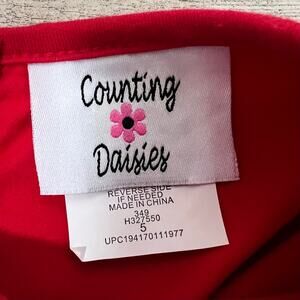 Counting
Daisies
REVERSE SIDE
IF NEEDED
MADE IN CHINA
349
H327550
5
UPC194170111977